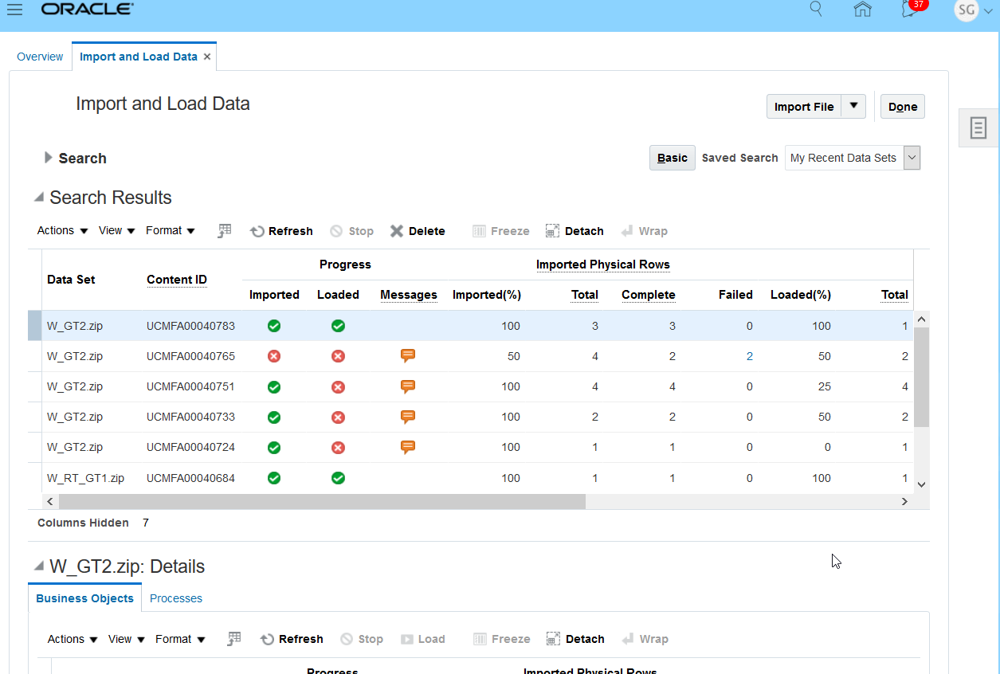 ORACLE
37
SG
Overview
Import and Load Data
Import and Load Data
Import File
Done
Search
Basic
Saved Search
My Recent Data Sets
Search Results
Actions View Format Refresh Stop Delete Freeze Detach Wrap
Progress Imported Physical Rows
Data Set Content ID
Imported Loaded Messages Imported(%) Total Complete Failed Loaded(%) Total
W_GT2.zip UCMFA00040783 100 3 3 0 100 1
W_GT2.zip UCMFA00040765 50 4 2 2 50 2
W_GT2.zip UCMFA00040751 100 4 4 0 25 4
W_GT2.zip UCMFA00040733 100 2 2 0 50 2
W_GT2.zip UCMFA00040724 100 1 1 0 0 1
W_RT_GT1.zip UCMFA00040684 100 1 1 0 100 1
Columns Hidden 7
W_GT2.zip: Details
Business Objects Processes
Actions View Format Refresh Stop Load Freeze Detach Wrap
Progress Imported Physical Rows